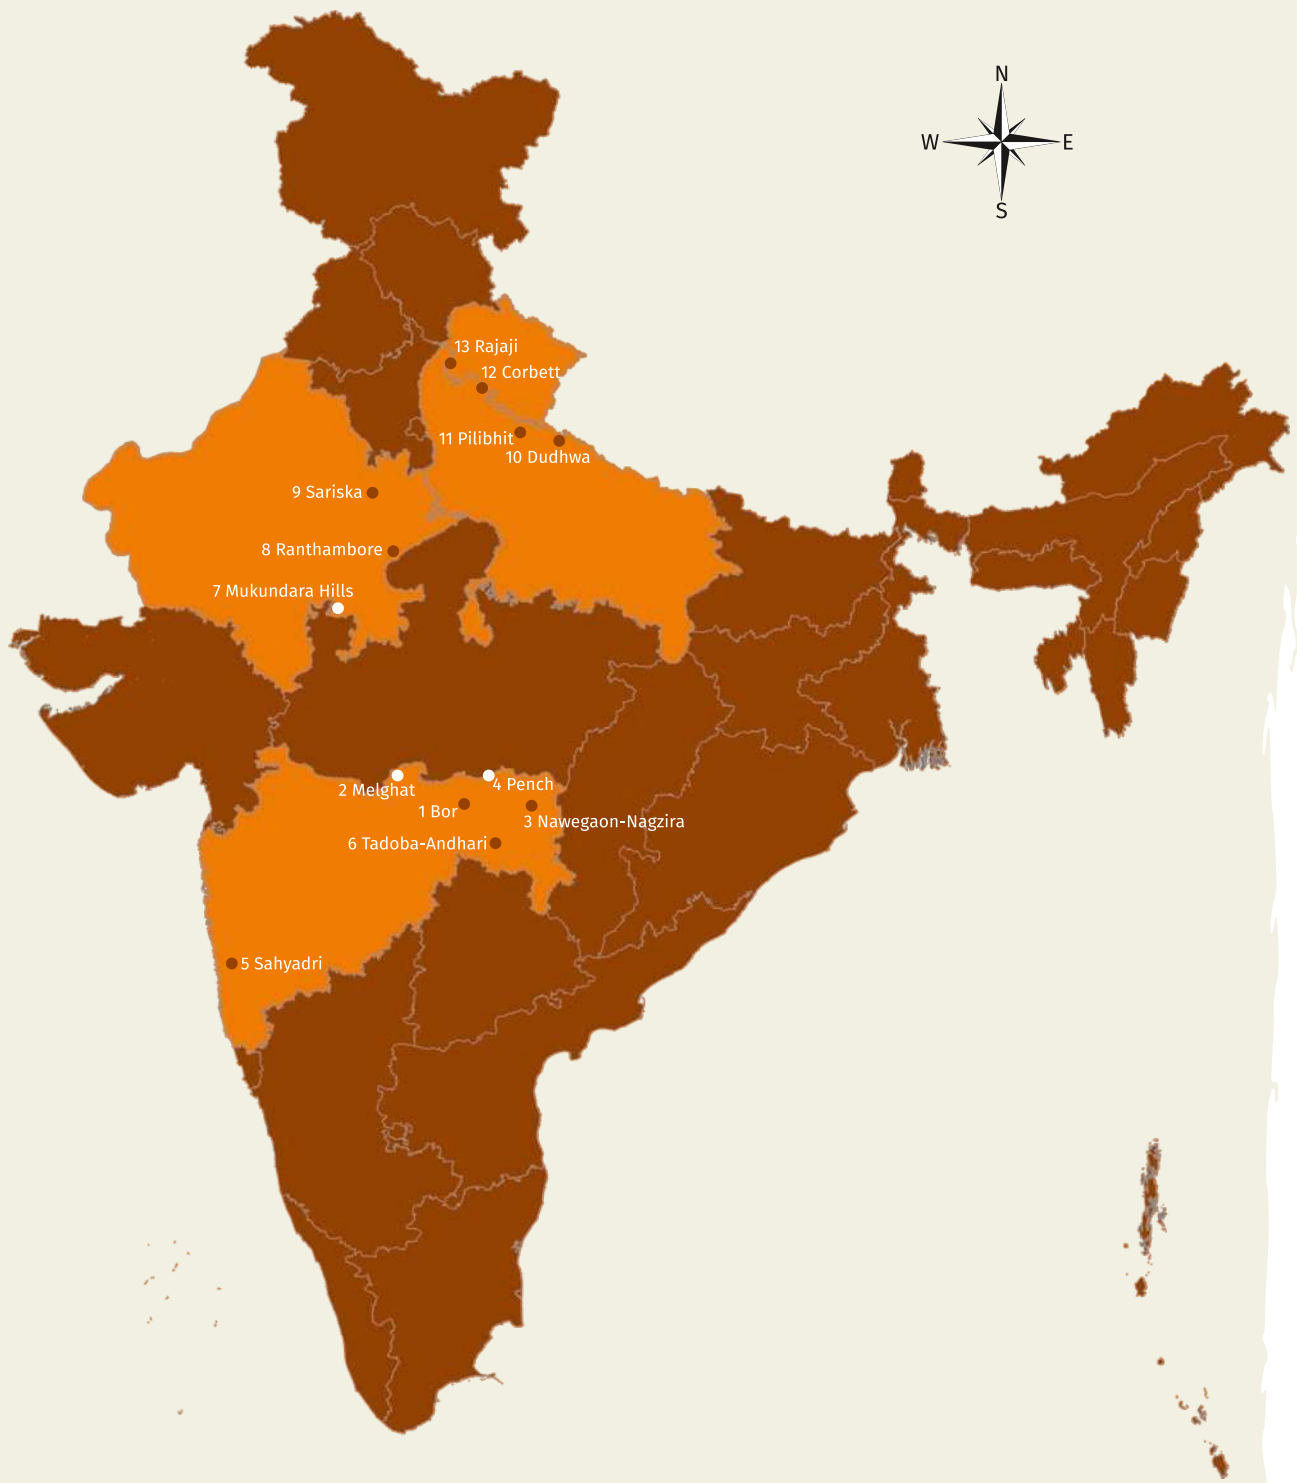 N
W
E
S
13 Rajaji
12 Corbett
11 Pilibhit
10 Dudhwa
9 Sariska
8 Ranthambore
7 Mukundara Hills
2 Melghat
4 Pench
1 Bor
3 Nawegaon-Nagzira
6 Tadoba-Andhari
5 Sahyadri